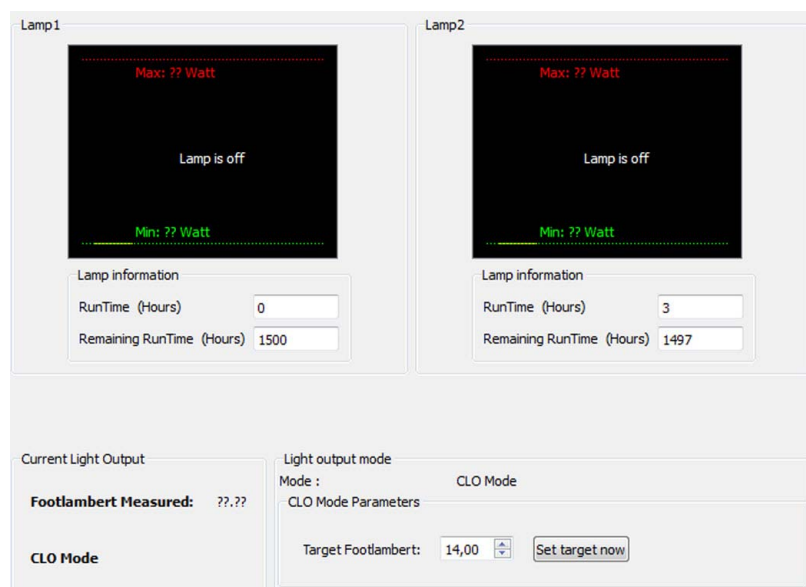 Lamp1
Max: ?? Watt
Lamp is off
Min: ?? Watt
Lamp information
RunTime (Hours) 0
Remaining RunTime (Hours) 1500
Lamp2
Max: ?? Watt
Lamp is off
Min: ?? Watt
Lamp information
RunTime (Hours) 3
Remaining RunTime (Hours) 1497
Current Light Output
Footlambert Measured: ??.??
CLO Mode
Light output mode
Mode : CLO Mode
CLO Mode Parameters
Target Footlambert: 14,00 Set target now